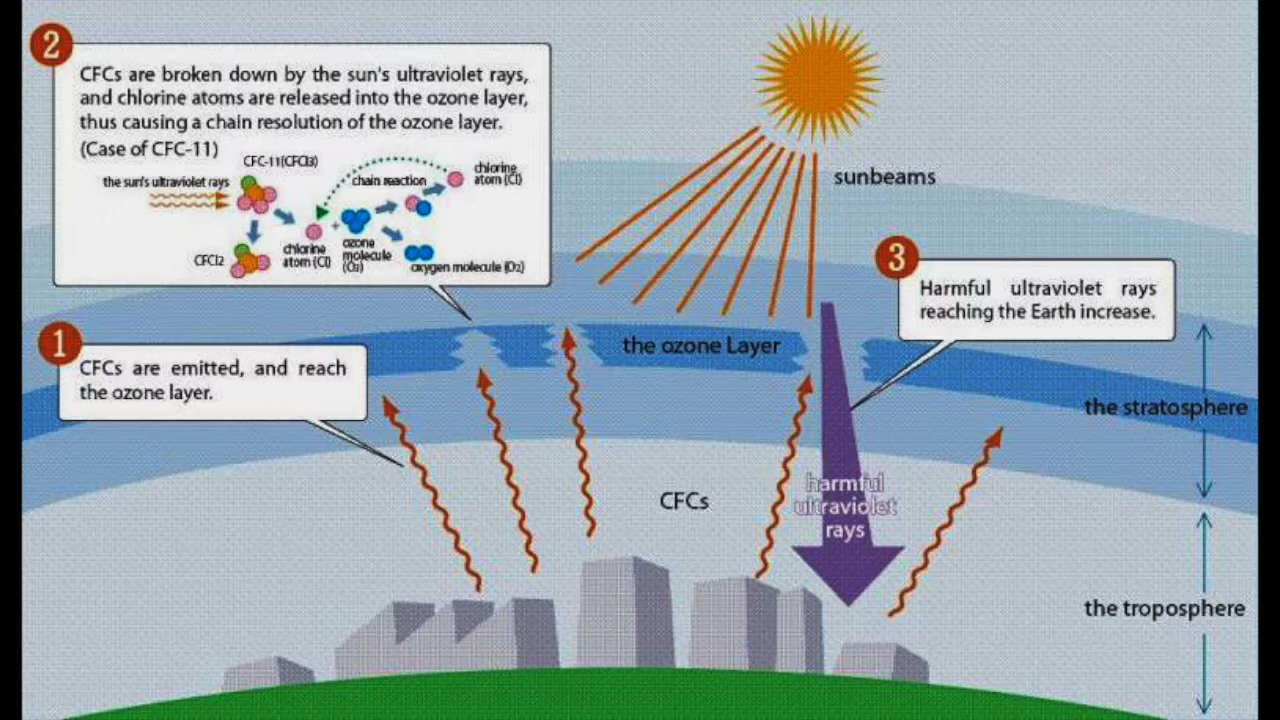 2
CFCs are broken down by the sun's ultraviolet rays,
and chlorine atoms are released into the ozone layer,
thus causing a chain resolution of the ozone layer.
(Case of CFC-11)
CFC-11(CFCl3)
the sun's ultraviolet rays
chain reaction
chlorine
atom (Cl)
CFCl2
chlorine
atom (Cl)
+
ozone
molecule
(O3)
oxygen molecule (O2)
sunbeams
3
Harmful ultraviolet rays
reaching the Earth increase.
1
CFCs are emitted, and reach
the ozone layer.
the ozone Layer
the stratosphere
CFCs
harmful
ultraviolet
rays
the troposphere